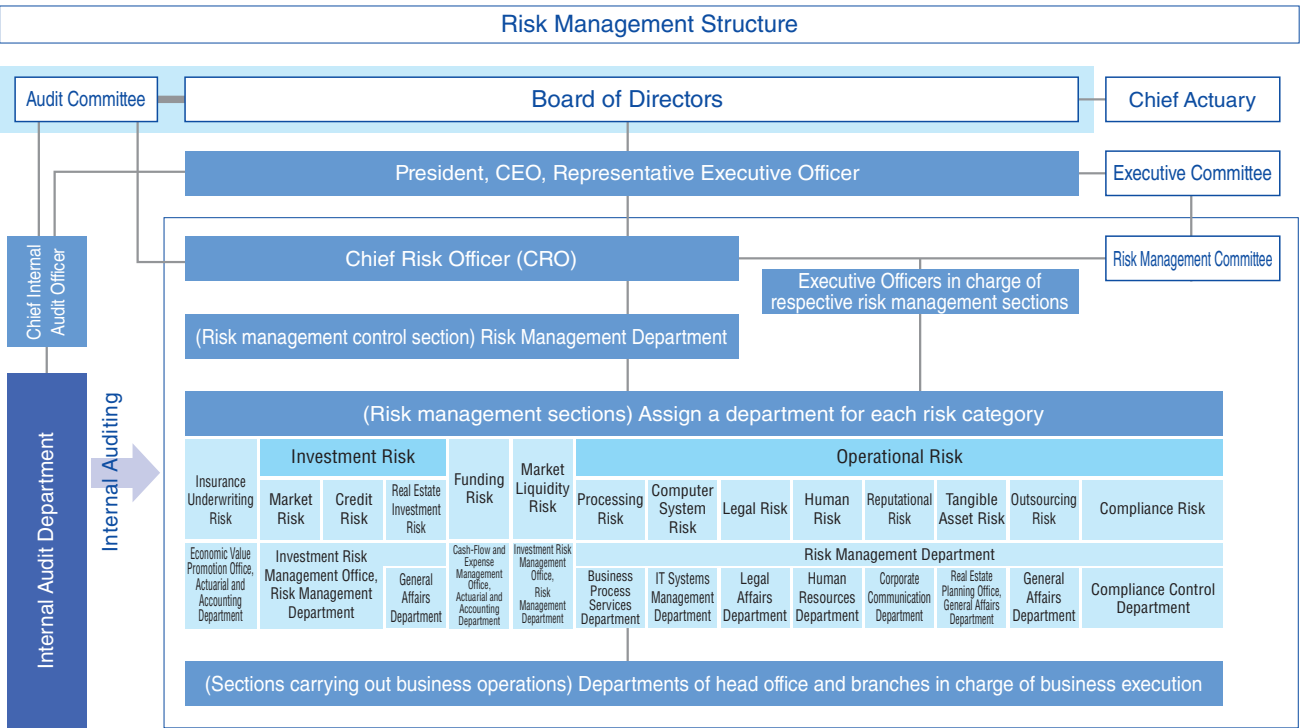 Risk Management Structure
Audit Committee
Board of Directors
Chief Actuary
President, CEO, Representative Executive Officer
Executive Committee
Chief Internal
Audit Officer
Chief Risk Officer (CRO)
Risk Management Committee
Executive Officers in charge of
respective risk management sections
(Risk management control section) Risk Management Department
Internal Audit Department
Internal Auditing
(Risk management sections) Assign a department for each risk category
Insurance
Underwriting
Risk
Investment Risk
Market
Risk
Credit
Risk
Real Estate
Investment
Risk
Funding
Risk
Market
Liquidity
Risk
Operational Risk
Processing
Risk
Computer
System
Risk
Legal Risk
Human
Risk
Reputational
Risk
Tangible
Asset Risk
Outsourcing
Risk
Compliance Risk
Economic Value
Promotion Office,
Actuarial and
Accounting
Department
Investment Risk
Management Office,
Risk Management
Department
General
Affairs
Department
Cash-Flow and
Expense
Management
Office,
Actuarial and
Accounting
Department
Investment Risk
Management
Office,
Risk
Management
Department
Risk Management Department
Business
Process
Services
Department
IT Systems
Management
Department
Legal
Affairs
Department
Human
Resources
Department
Corporate
Communication
Department
Real Estate
Planning Office,
General Affairs
Department
General
Affairs
Department
Compliance Control
Department
(Sections carrying out business operations) Departments of head office and branches in charge of business execution